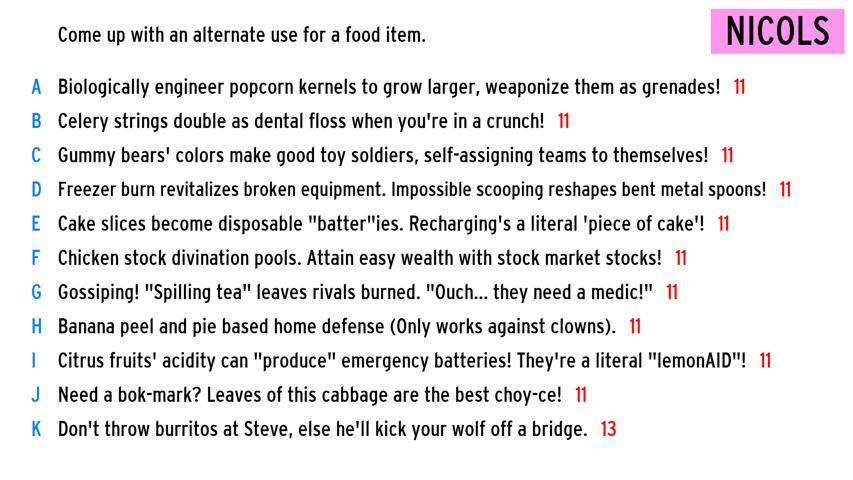 Come up with an alternate use for a food item.
NICOLS
A Biologically engineer popcorn kernels to grow larger, weaponize them as grenades! 11
B Celery strings double as dental floss when you're in a crunch! 11
C Gummy bears' colors make good toy soldiers, self-assigning teams to themselves! 11
D Freezer burn revitalizes broken equipment. Impossible scooping reshapes bent metal spoons! 11
E Cake slices become disposable "batter"ies. Recharging's a literal 'piece of cake'! 11
F Chicken stock divination pools. Attain easy wealth with stock market stocks! 11
G Gossiping! "Spilling tea" leaves rivals burned. "Ouch... they need a medic!" 11
H Banana peel and pie based home defense (Only works against clowns). 11
I Citrus fruits' acidity can "produce" emergency batteries! They're a literal "lemonAID"! 11
J Need a bok-mark? Leaves of this cabbage are the best choy-ce! 11
K Don't throw burritos at Steve, else he'll kick your wolf off a bridge. 13